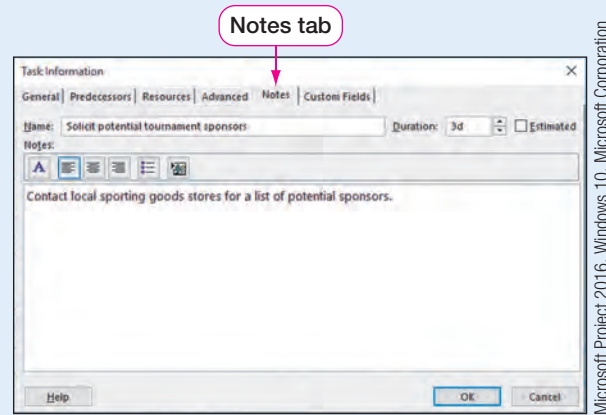 Notes tab
Task Information
General Predecessors Resources Advanced Notes Custom Fields
Name: Solicit potential tournament sponsors Duration: 3d Estimated
Notes:
A
Contact local sporting goods stores for a list of potential sponsors.
Help OK Cancel
Microsoft Project 2016, Windows 10, Microsoft Corporation